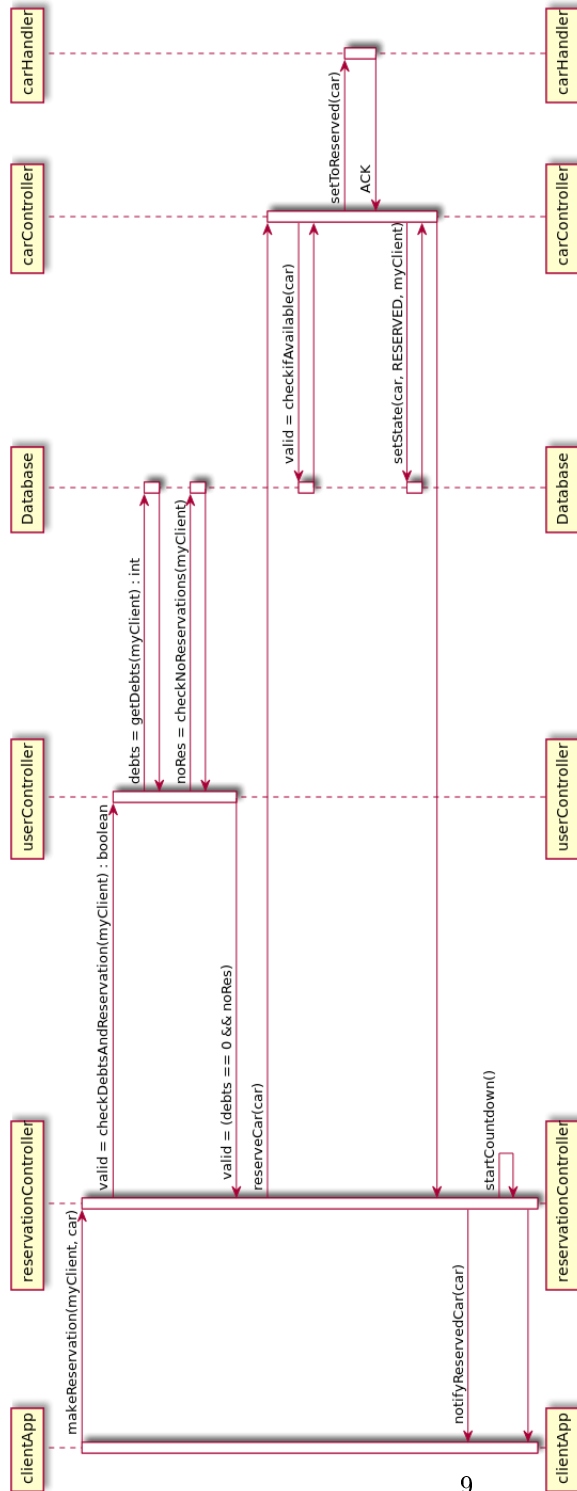 clientApp
reservationController
userController
Database
carController
carHandler
makeReservation(myClient, car)
valid = checkDebtsAndReservation(myClient) : boolean
debts = getDebts(myClient) : int
noRes = checkNoReservations(myClient)
valid = (debts == 0 && noRes)
reserveCar(car)
valid = checkifAvailable(car)
setToReserved(car)
ACK
setState(car, RESERVED, myClient)
notifyReservedCar(car)
startCountdown()
clientApp
reservationController
userController
Database
carController
carHandler
9